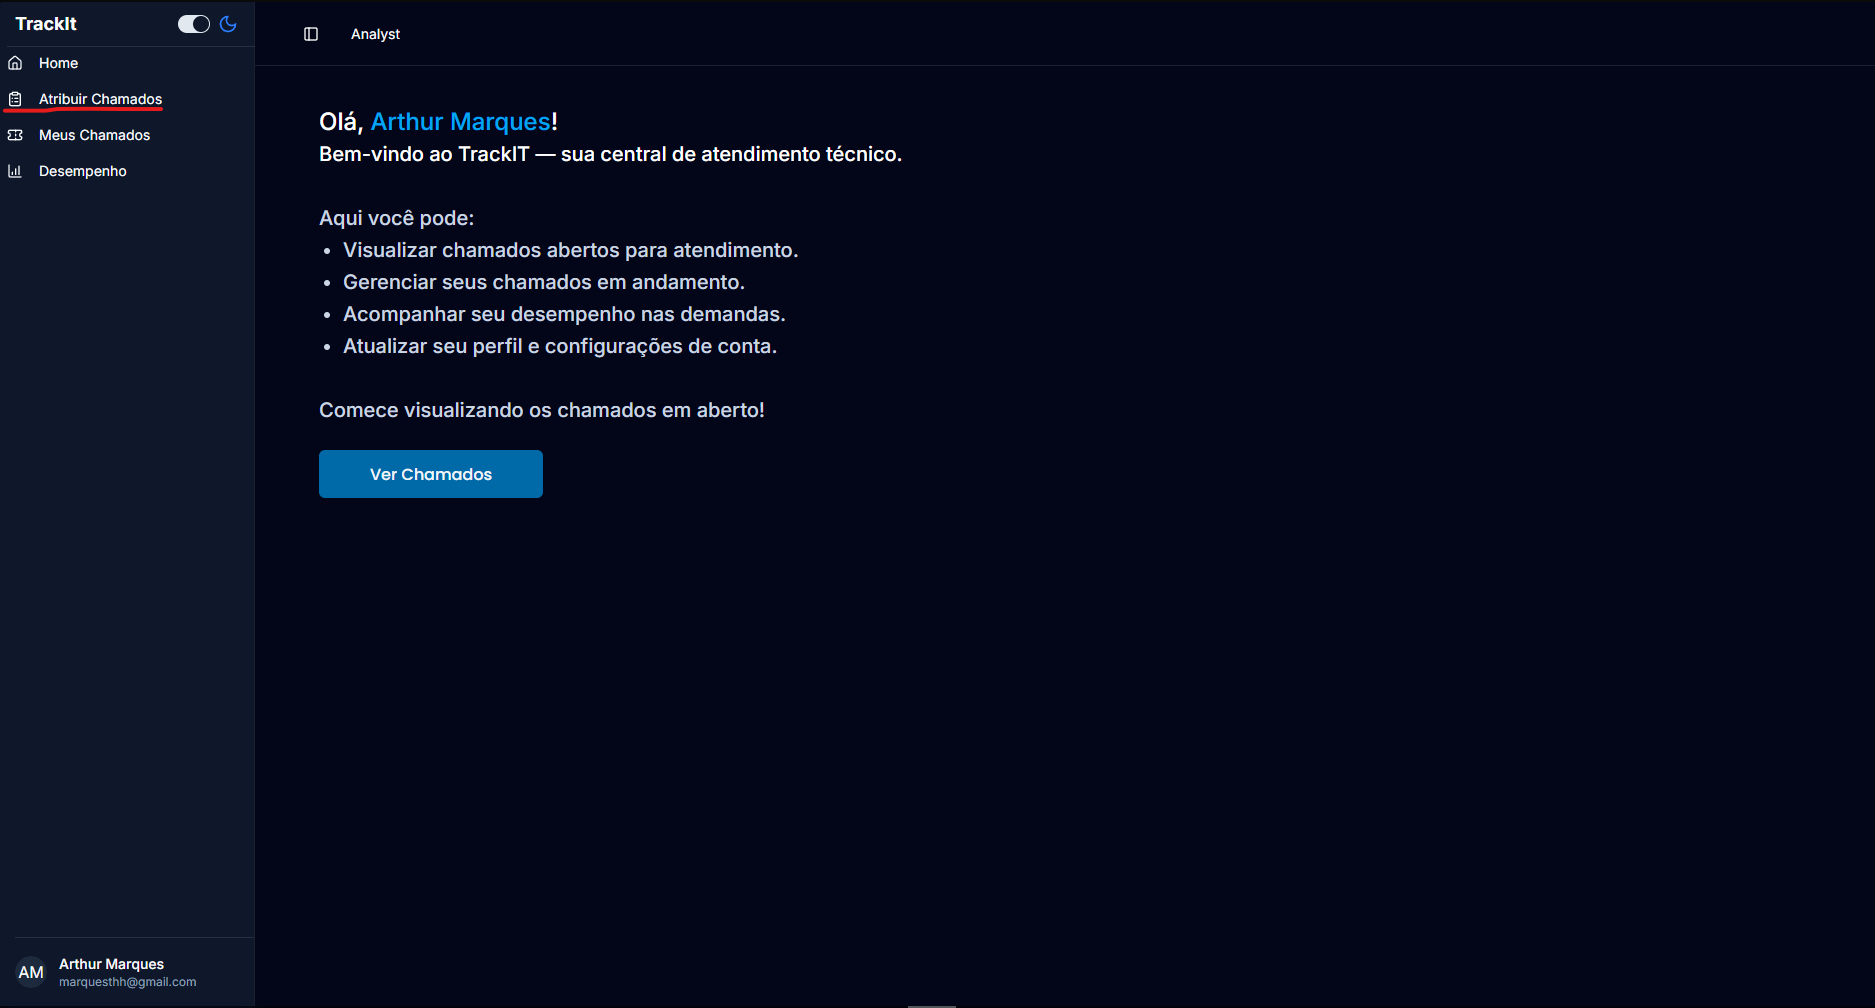 TrackIt
Home
Atribuir Chamados
Meus Chamados
Desempenho
AM
Arthur Marques
marquesthh@gmail.com
Analyst
Olá, Arthur Marques!
Bem-vindo ao TrackIT — sua central de atendimento técnico.
Aqui você pode:
• Visualizar chamados abertos para atendimento.
• Gerenciar seus chamados em andamento.
• Acompanhar seu desempenho nas demandas.
• Atualizar seu perfil e configurações de conta.
Comece visualizando os chamados em aberto!
Ver Chamados